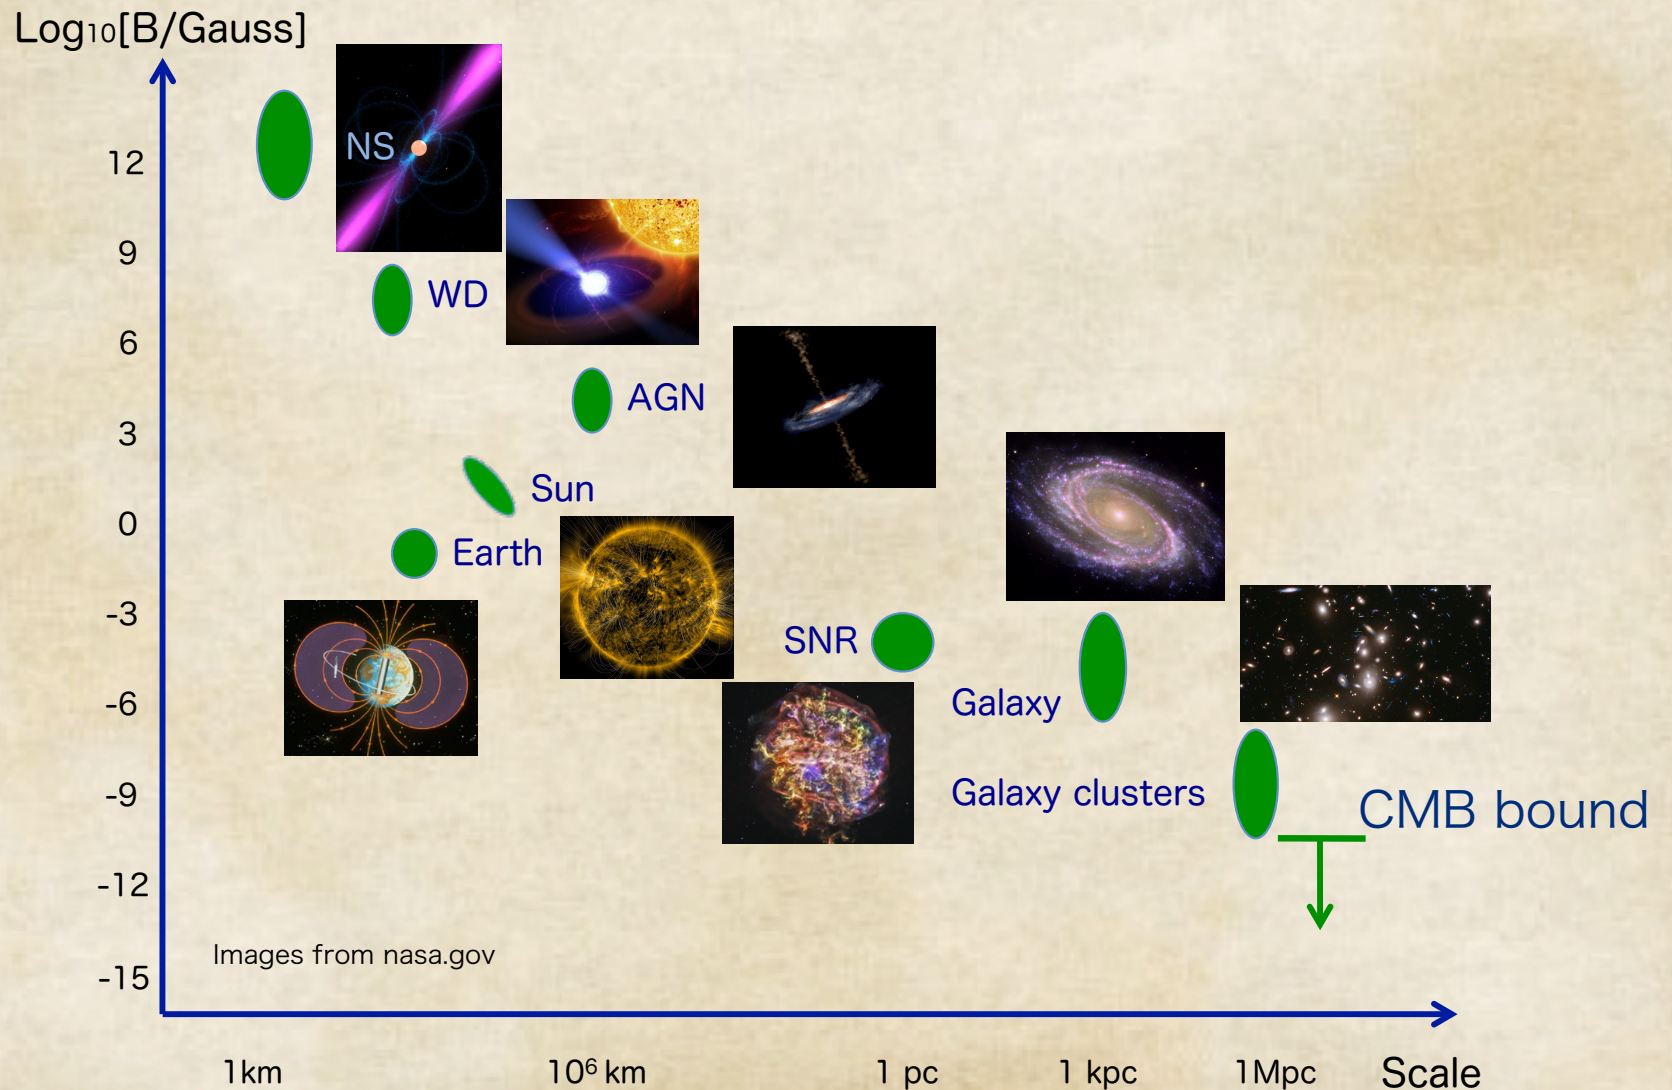 Log₁₀[B/Gauss]
NS
12
9
WD
6
AGN
3
Sun
0
Earth
-3
SNR
-6
Galaxy
-9
Galaxy clusters
CMB bound
-12
Images from nasa.gov
-15
1km
10⁶ km
1 pc
1 kpc
1Mpc
Scale